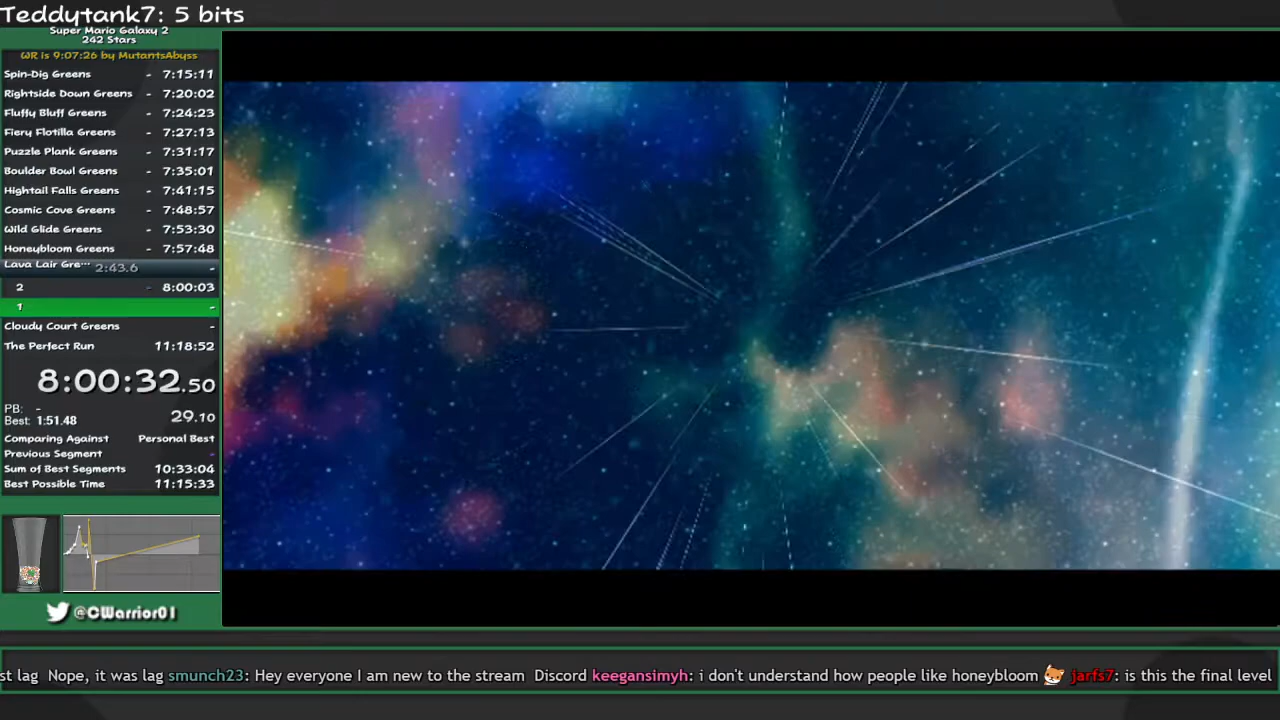 Teddytank7: 5 bits
Super Mario Galaxy 2
242 Stars
WR is 9:07:26 by MutantsAbyss
Spin-Dig Greens - 7:15:11
Rightside Down Greens - 7:20:02
Fluffy Bluff Greens - 7:24:23
Fiery Flotilla Greens - 7:27:13
Puzzle Plank Greens - 7:31:17
Boulder Bowl Greens - 7:35:01
Hightail Falls Greens - 7:41:15
Cosmic Cove Greens - 7:48:57
Wild Glide Greens - 7:53:30
Honeybloom Greens - 7:57:48
Lava Lair Gre... 2:43.6 -
2 - 8:00:03
1 -
Cloudy Court Greens -
The Perfect Run 11:18:52
8:00:32.50
PB: - 29.10
Best: 1:51.48
Comparing Against Personal Best
Previous Segment -
Sum of Best Segments 10:33:04
Best Possible Time 11:15:33
@CWarrior01
st lag Nope, it was lag smunch23: Hey everyone I am new to the stream Discord keegansimyh: i don't understand how people like honeybloom jarfs7: is this the final level